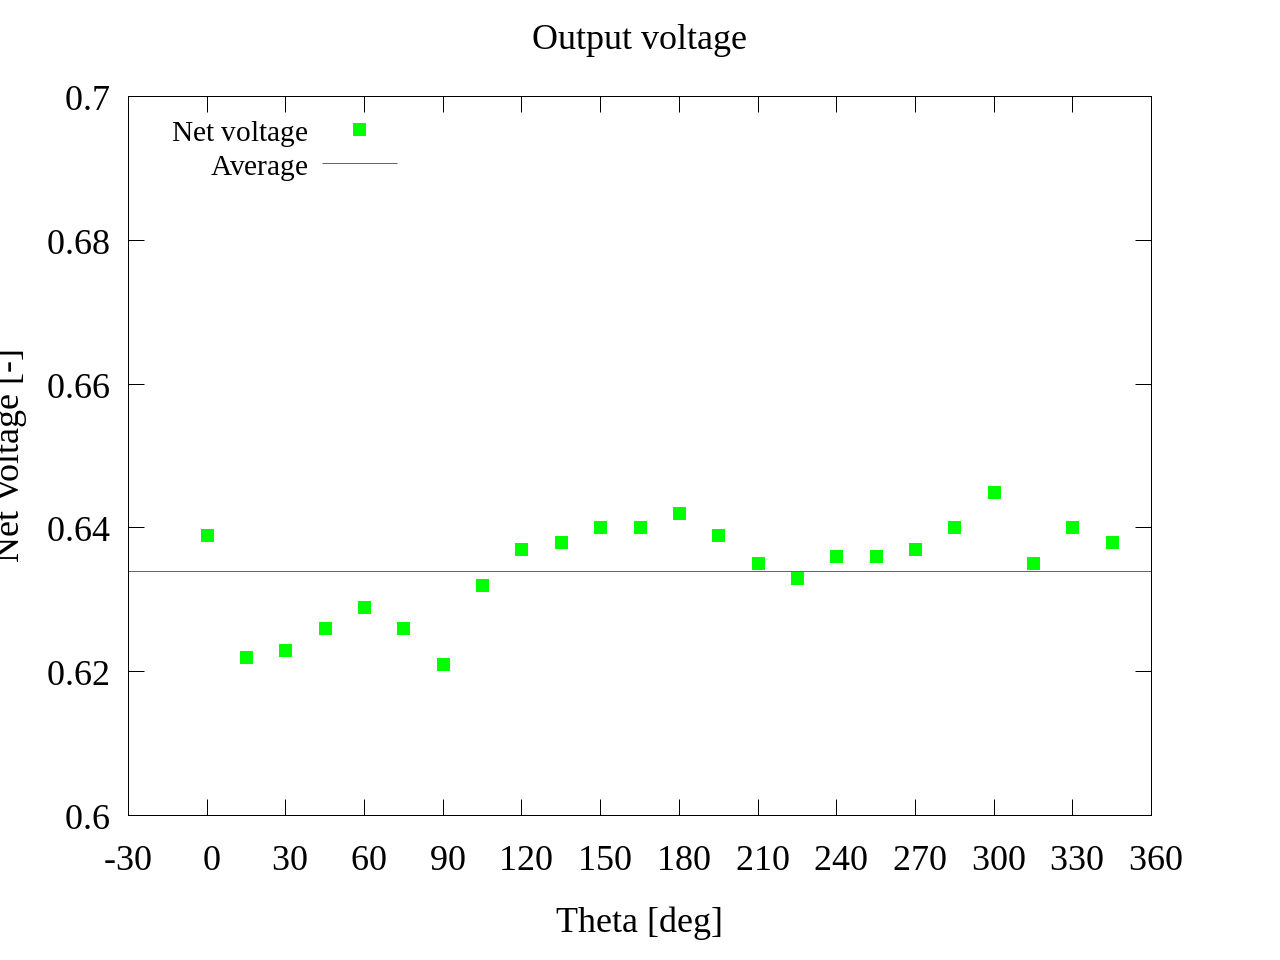 Output voltage
Net voltage
Average
0.7
0.68
0.66
0.64
0.62
0.6
Net Voltage [-]
-30 0 30 60 90 120 150 180 210 240 270 300 330 360
Theta [deg]